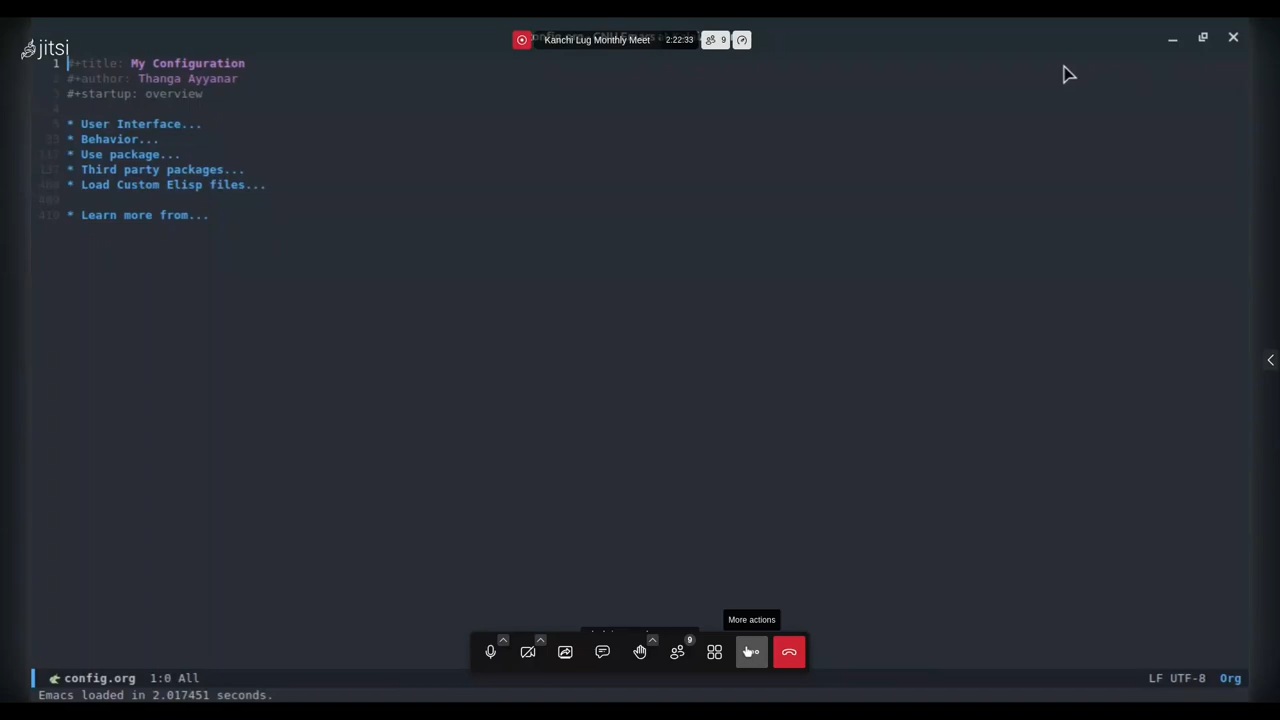 jitsi
Kanchi Lug Monthly Meet 2:22:33 9
1 #+title: My Configuration
#+author: Thanga Ayyanar
#+startup: overview
* User Interface...
* Behavior...
* Use package...
* Third party packages...
* Load Custom Elisp files...
* Learn more from...
More actions
9
config.org 1:0 All LF UTF-8 Org
Emacs loaded in 2.017451 seconds.